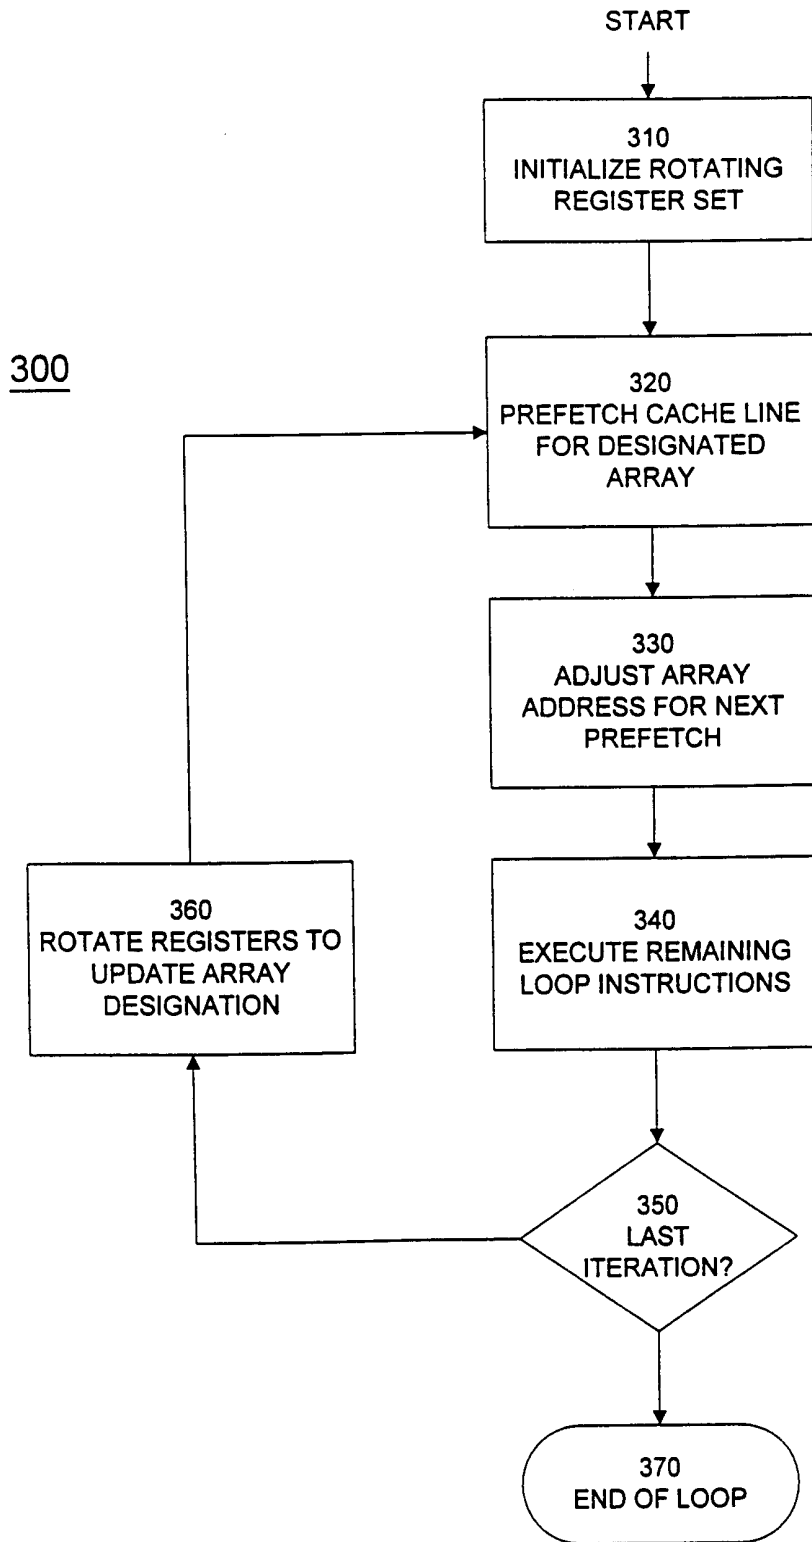 START
310
INITIALIZE ROTATING
REGISTER SET
300
320
PREFETCH CACHE LINE
FOR DESIGNATED
ARRAY
330
ADJUST ARRAY
ADDRESS FOR NEXT
PREFETCH
360
ROTATE REGISTERS TO
UPDATE ARRAY
DESIGNATION
340
EXECUTE REMAINING
LOOP INSTRUCTIONS
350
LAST
ITERATION?
370
END OF LOOP